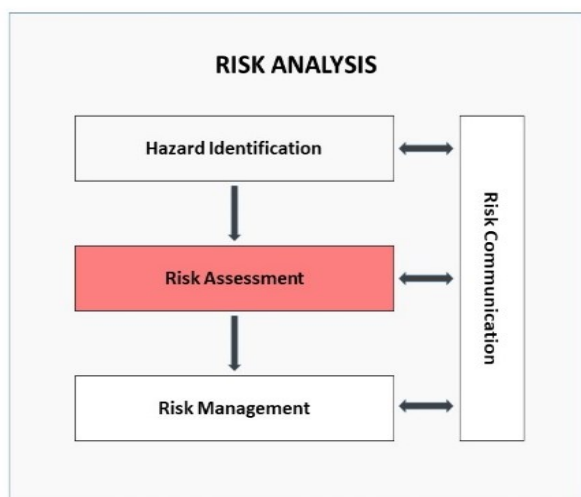 RISK ANALYSIS
Hazard Identification
Risk Assessment
Risk Management
Risk Communication